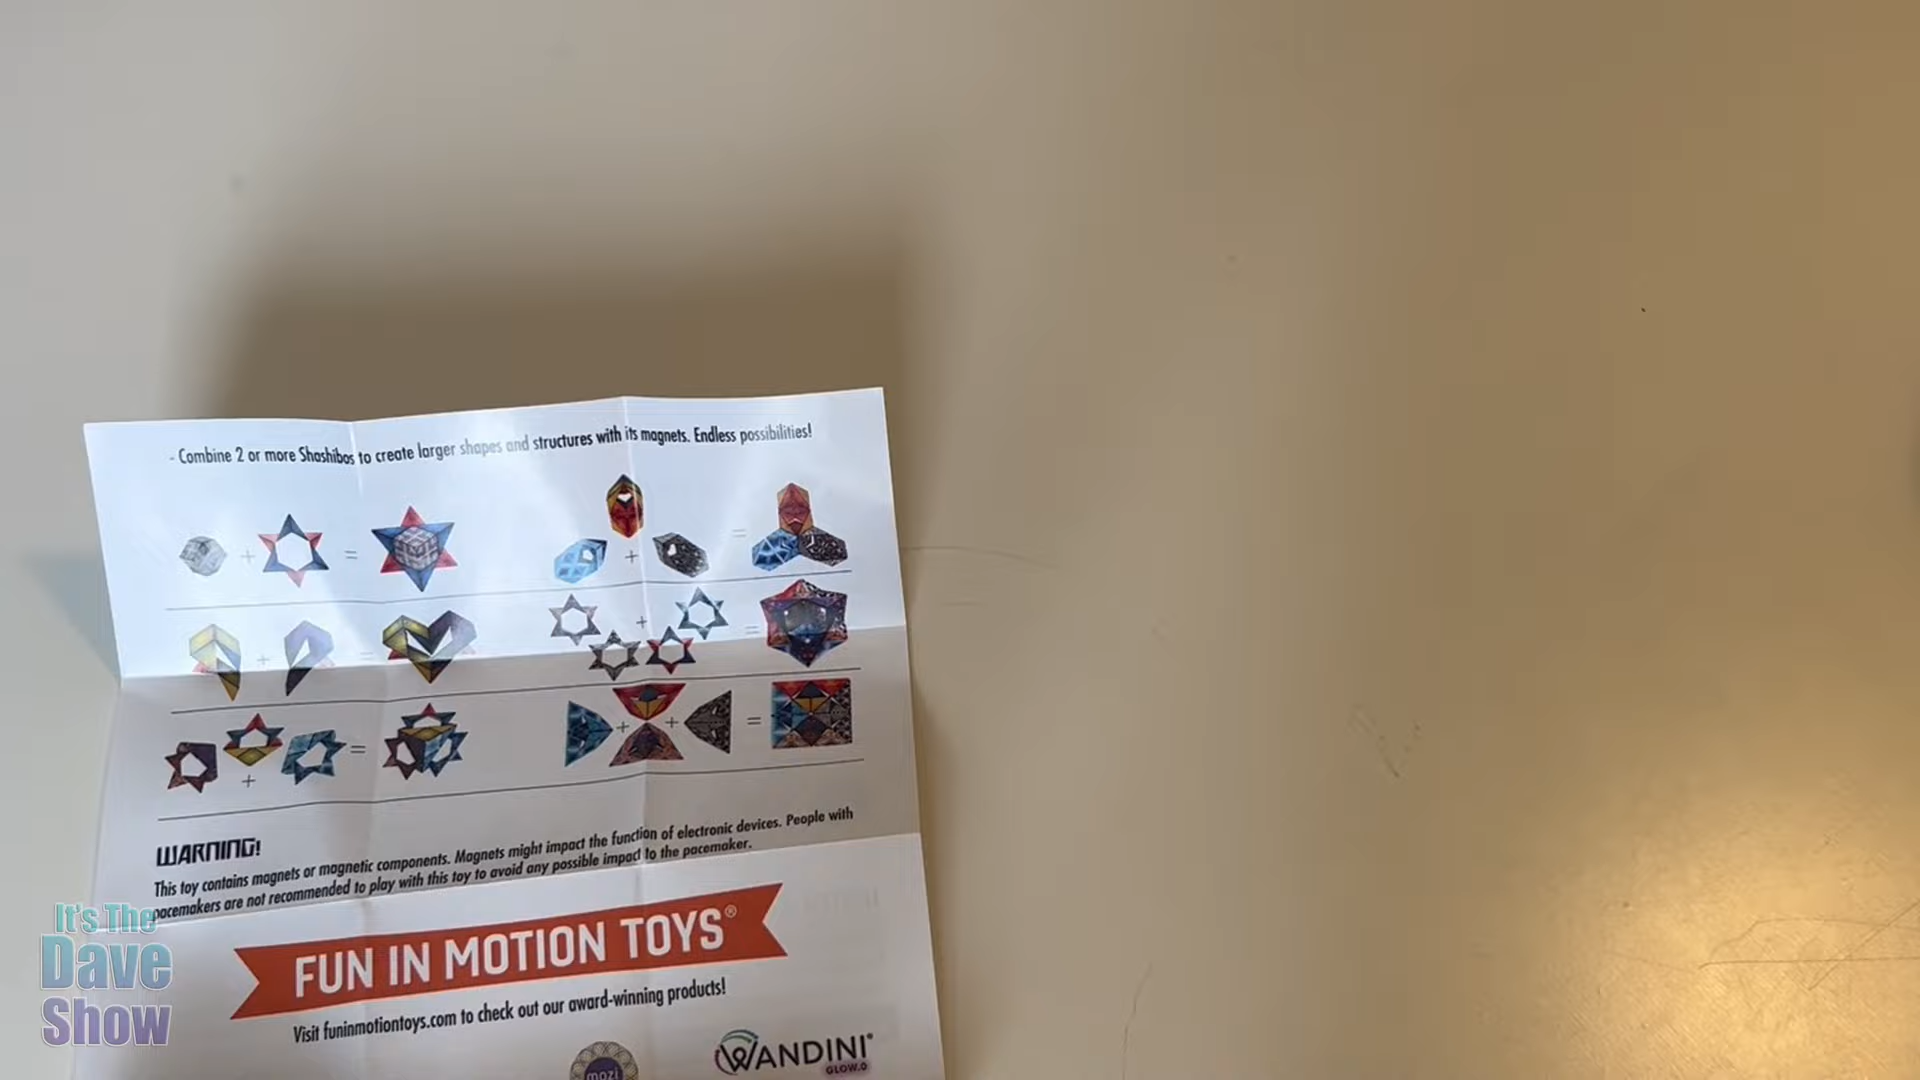 - Combine 2 or more Shashibos to create larger shapes and structures with its magnets. Endless possibilities!
+ =
+ =
+ =
+ =
+ =
+ + =
WARNING!
This toy contains magnets or magnetic components. Magnets might impact the function of electronic devices. People with
pacemakers are not recommended to play with this toy to avoid any possible impact to the pacemaker.
FUN IN MOTION TOYS®
Visit funinmotiontoys.com to check out our award-winning products!
mozi
WANDINI®
GLOW.0
It's The
Dave
Show